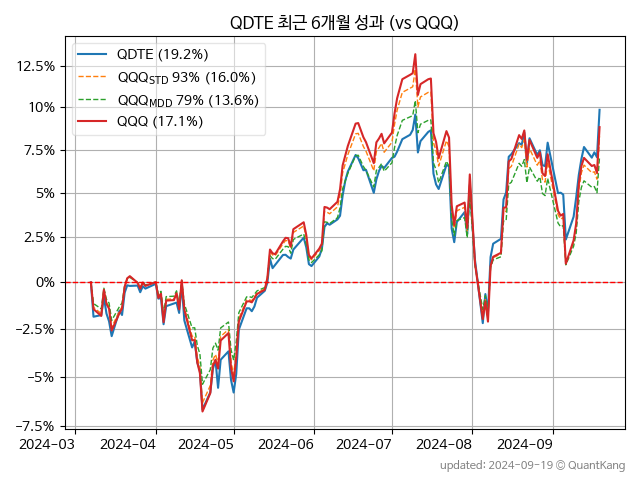 QDTE 최근 6개월 성과 (vs QQQ)
QDTE (19.2%)
QQQSTD 93% (16.0%)
QQQMDD 79% (13.6%)
QQQ (17.1%)
12.5%
10%
7.5%
5%
2.5%
0%
−2.5%
−5%
−7.5%
2024-03 2024-04 2024-05 2024-06 2024-07 2024-08 2024-09
updated: 2024-09-19 © QuantKang